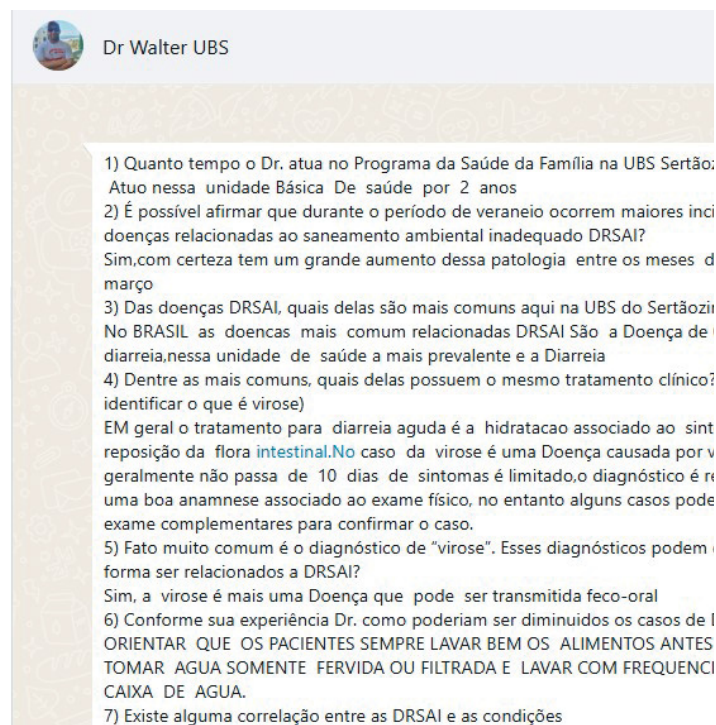 Dr Walter UBS
1) Quanto tempo o Dr. atua no Programa da Saúde da Família na UBS
Atuo nessa unidade Básica De saúde por 2 anos
2) É possível afirmar que durante o período de veraneio ocorrem maiores
doenças relacionadas ao saneamento ambiental inadequado DRSAI?
Sim,com certeza tem um grande aumento dessa patologia entre os meses
março
3) Das doenças DRSAI, quais delas são mais comuns aqui na UBS do
No BRASIL as doencas mais comum relacionadas DRSAI São a Doença de
diarreia,nessa unidade de saúde a mais prevalente e a Diarreia
4) Dentre as mais comuns, quais delas possuem o mesmo tratamento clínico?
identificar o que é virose)
EM geral o tratamento para diarreia aguda é a hidratacao associado ao
reposição da flora intestinal.No caso da virose é uma Doença causada por
geralmente não passa de 10 dias de sintomas é limitado,o diagnóstico é
uma boa anamnese associado ao exame físico, no entanto alguns casos
exame complementares para confirmar o caso.
5) Fato muito comum é o diagnóstico de “virose”. Esses diagnósticos podem
forma ser relacionados a DRSAI?
Sim, a virose é mais uma Doença que pode ser transmitida feco-oral
6) Conforme sua experiência Dr. como poderiam ser diminuidos os casos de
ORIENTAR QUE OS PACIENTES SEMPRE LAVAR BEM OS ALIMENTOS ANTES
TOMAR AGUA SOMENTE FERVIDA OU FILTRADA E LAVAR COM
CAIXA DE AGUA.
7) Existe alguma correlação entre as DRSAI e as condições